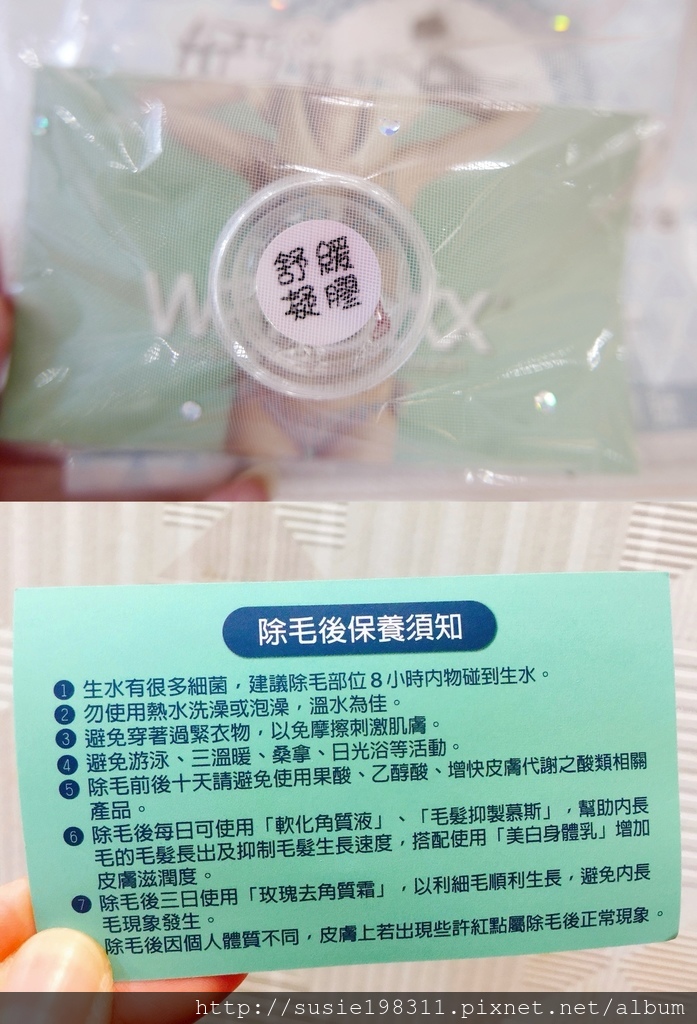 舒緩
凝膠
除毛後保養須知
1 生水有很多細菌，建議除毛部位8小時内物碰到生水。
2 勿使用熱水洗澡或泡澡，溫水為佳。
3 避免穿著過緊衣物，以免摩擦刺激肌膚。
4 避免游泳、三溫暖、桑拿、日光浴等活動。
5 除毛前後十天請避免使用果酸、乙醇酸、增快皮膚代謝之酸類相關
產品。
6 除毛後每日可使用「軟化角質液」、「毛髮抑製慕斯」，幫助内長
毛的毛髮長出及抑制毛髮生長速度，搭配使用「美白身體乳」增加
皮膚滋潤度。
7 除毛後三日使用「玫瑰去角質霜」，以利細毛順利生長，避免内長
毛現象發生。
除毛後因個人體質不同，皮膚上若出現些許紅點屬除毛後正常現象。
http://susie198311.pixnet.net/album